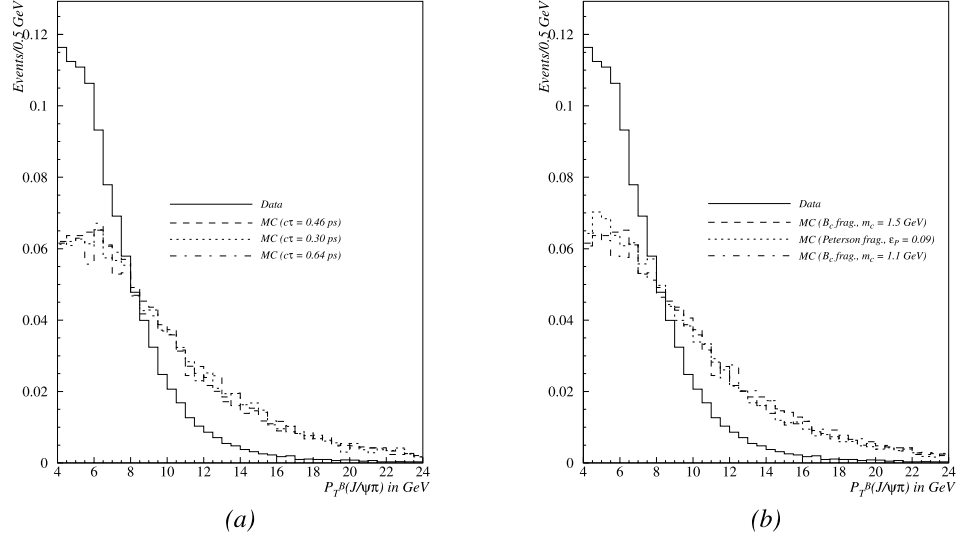 Events/0.5 GeV
0.12
0.1
0.08
0.06
0.04
0.02
0
4 6 8 10 12 14 16 18 20 22 24
P_T^B(J/ψπ) in GeV
Data
MC (cτ = 0.46 ps)
MC (cτ = 0.30 ps)
MC (cτ = 0.64 ps)
(a)
Events/0.5 GeV
0.12
0.1
0.08
0.06
0.04
0.02
0
4 6 8 10 12 14 16 18 20 22 24
P_T^B(J/ψπ) in GeV
Data
MC (B_c frag., m_c = 1.5 GeV)
MC (Peterson frag., ε_P = 0.09)
MC (B_c frag., m_c = 1.1 GeV)
(b)